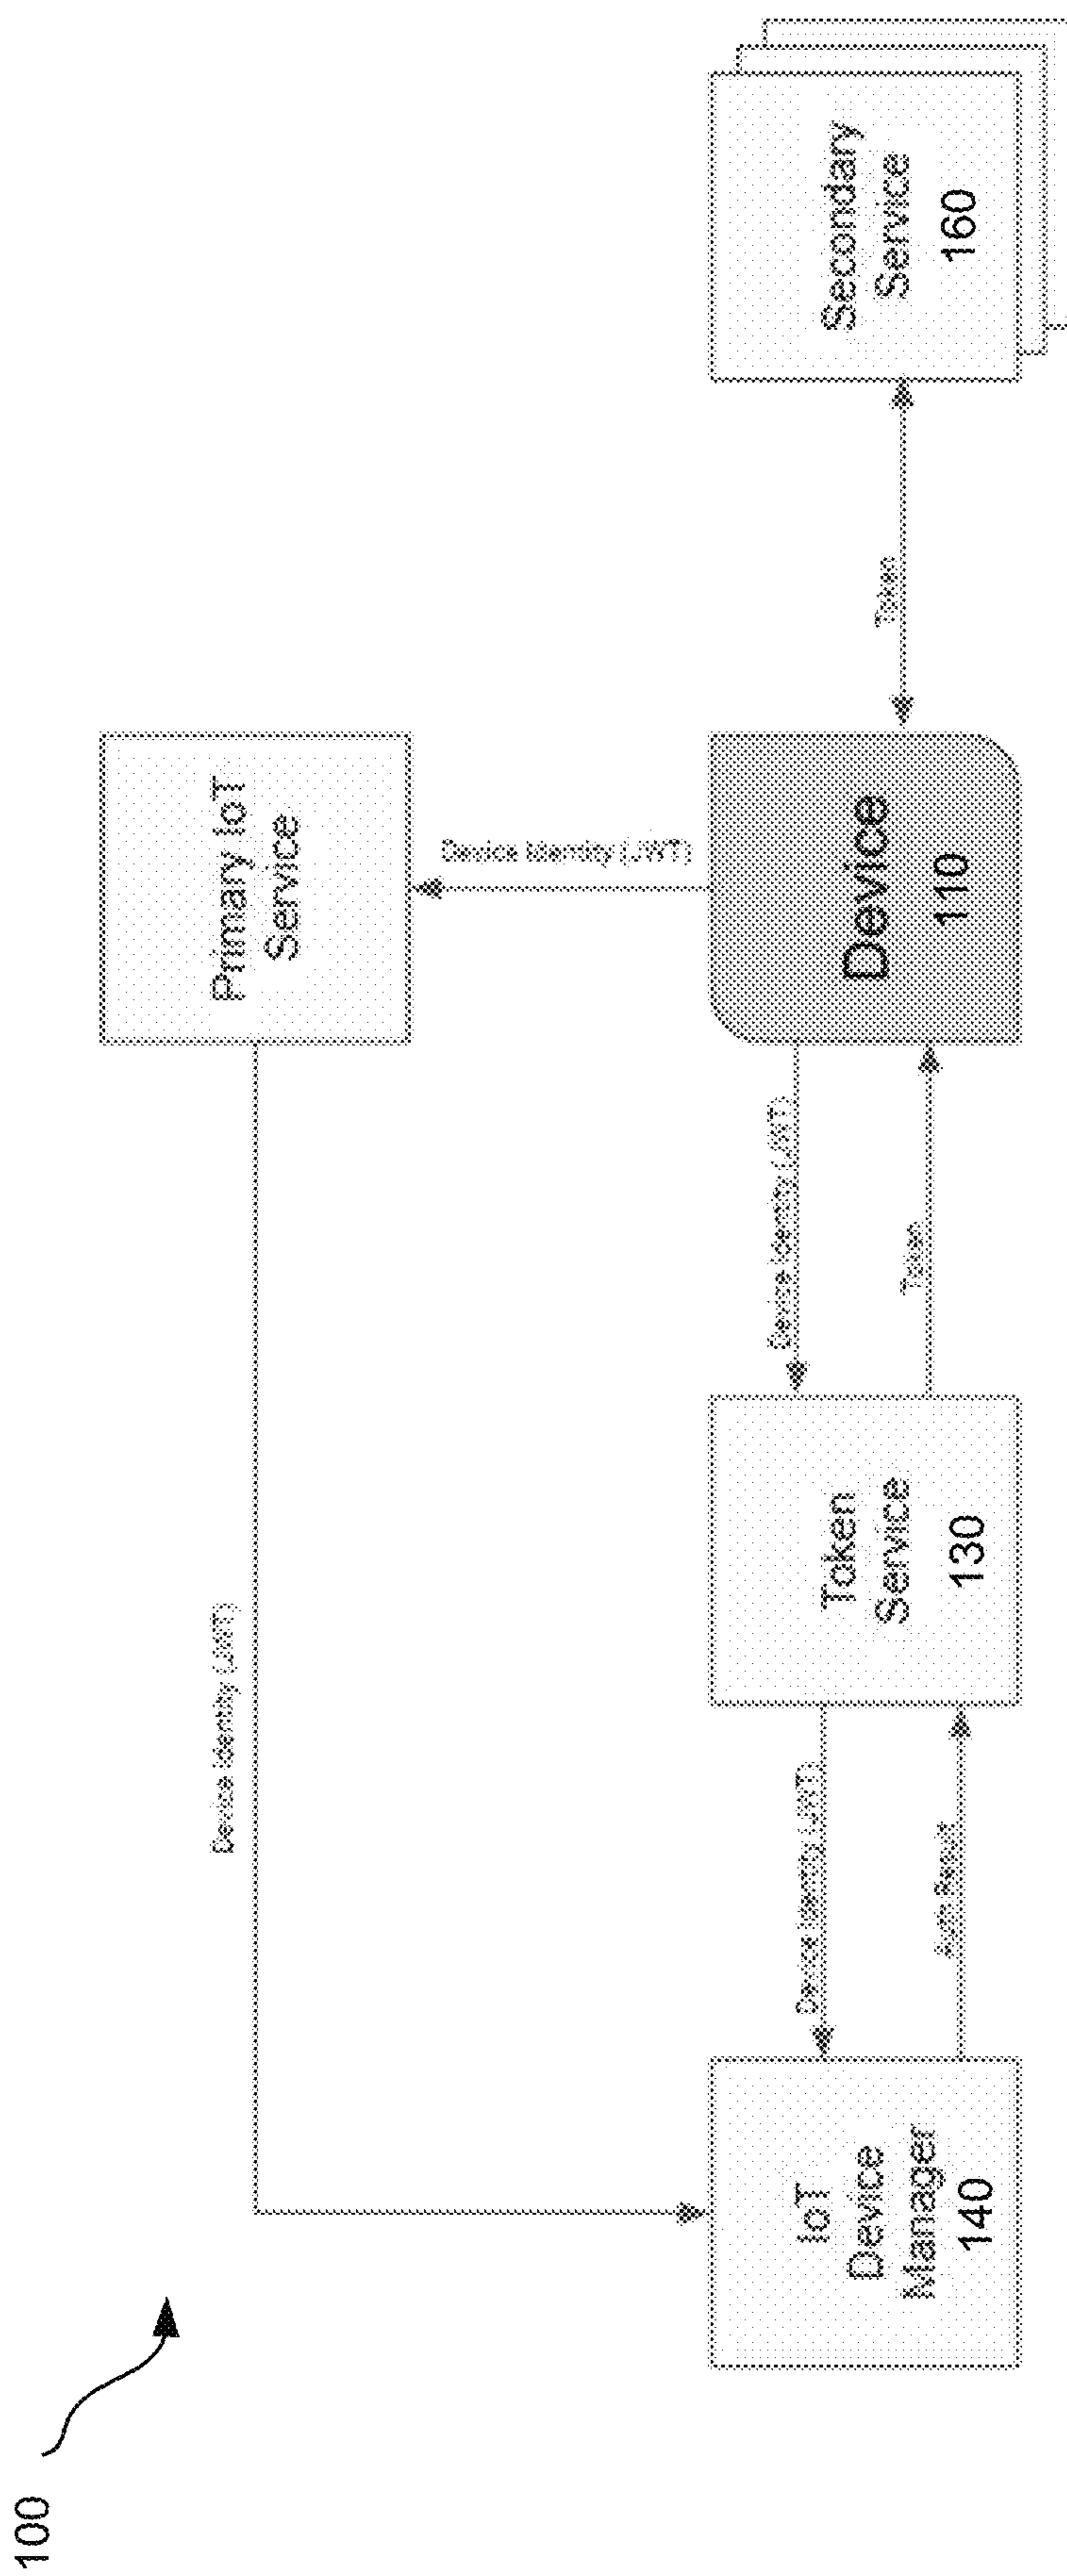 100
Device Identity (JWT)
Primary IoT
Service
Device Identity (JWT)
IoT
Device
Manager
140
Device Identity (JWT)
Auth Result
Token
Service
130
Device Identity (JWT)
Token
Device
110
Token
Secondary
Service
160